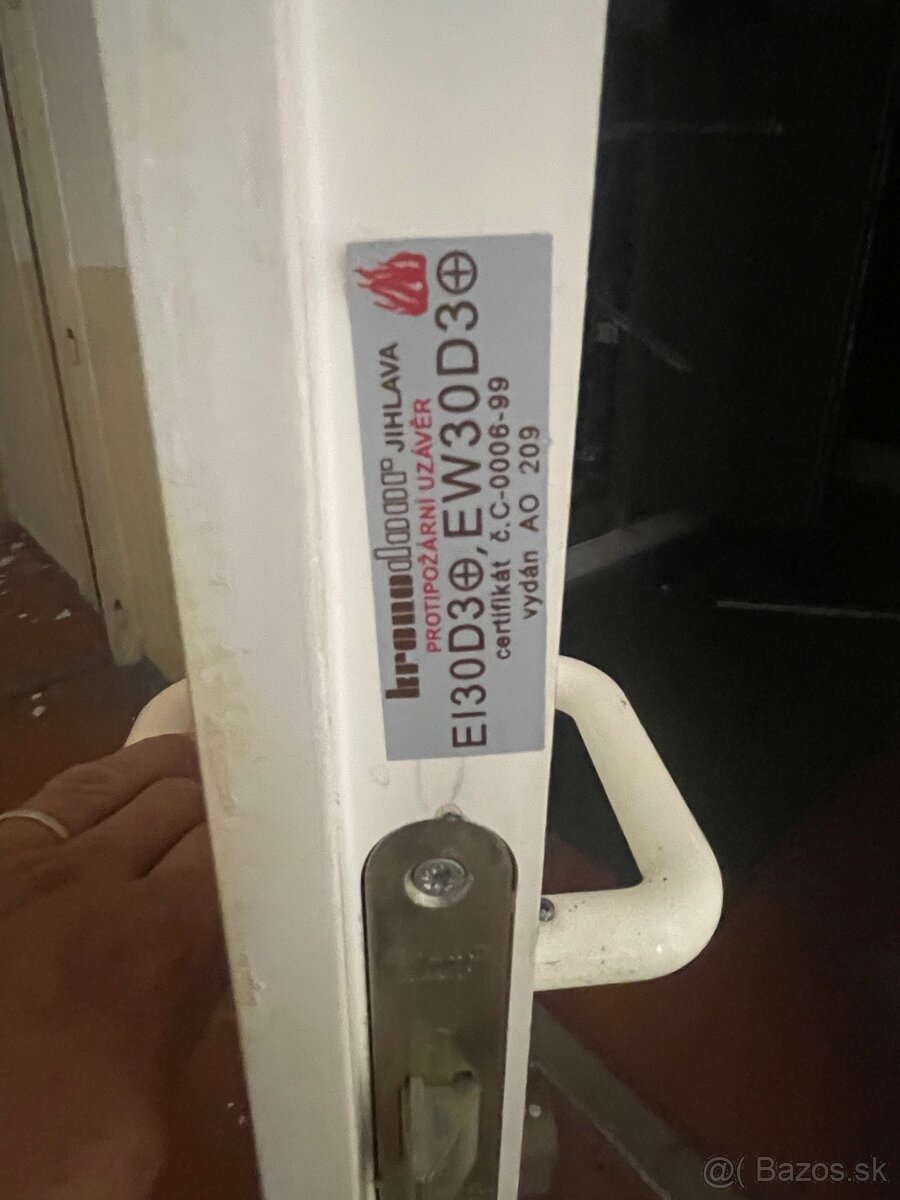 kronodoor JIHLAVA
PROTIPOŽÁRNÍ UZÁVĚR
EI30D3⊕, EW30D3⊕
certifikát č. C-0006-99
vydán AO 209
@( Bazos.sk